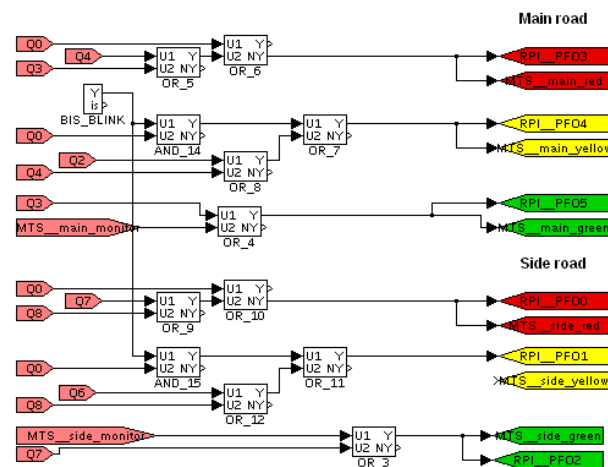 Main road
Q0
U1 Y
RPI__PFO3
Q4
U1 Y
U2 NY
Q3
U2 NY
OR_6
MTS__main_red
OR_5
Y
is
BIS_BLINK
U1 Y
U1 Y
RPI__PFO4
Q0
U2 NY
U2 NY
MTS__main_yellow
AND_14
OR_7
Q2
U1 Y
Q4
U2 NY
OR_8
Q3
RPI__PFO5
U1 Y
MTS__main_monitor
U2 NY
MTS__main_green
OR_4
Side road
Q0
U1 Y
Q7
U1 Y
U2 NY
RPI__PFO0
Q8
U2 NY
OR_10
OR_9
MTS__side_red
U1 Y
U1 Y
RPI__PFO1
Q0
U2 NY
U2 NY
AND_15
OR_11
MTS__side_yellow
Q6
U1 Y
Q8
U2 NY
OR_12
MTS__side_monitor
U1 Y
MTS__side_green
Q7
U2 NY
OR_3
RPI__PFO2